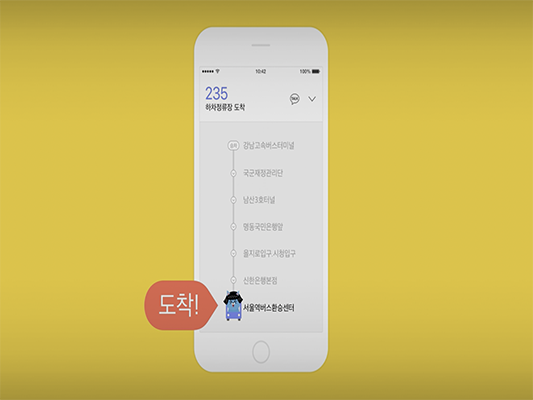 10:42
100%
235
TALK
하차정류장 도착
승차
강남고속버스터미널
국군재정관리단
남산3호터널
명동국민은행앞
을지로입구.시청입구
신한은행본점
도착!
서울역버스환승센터